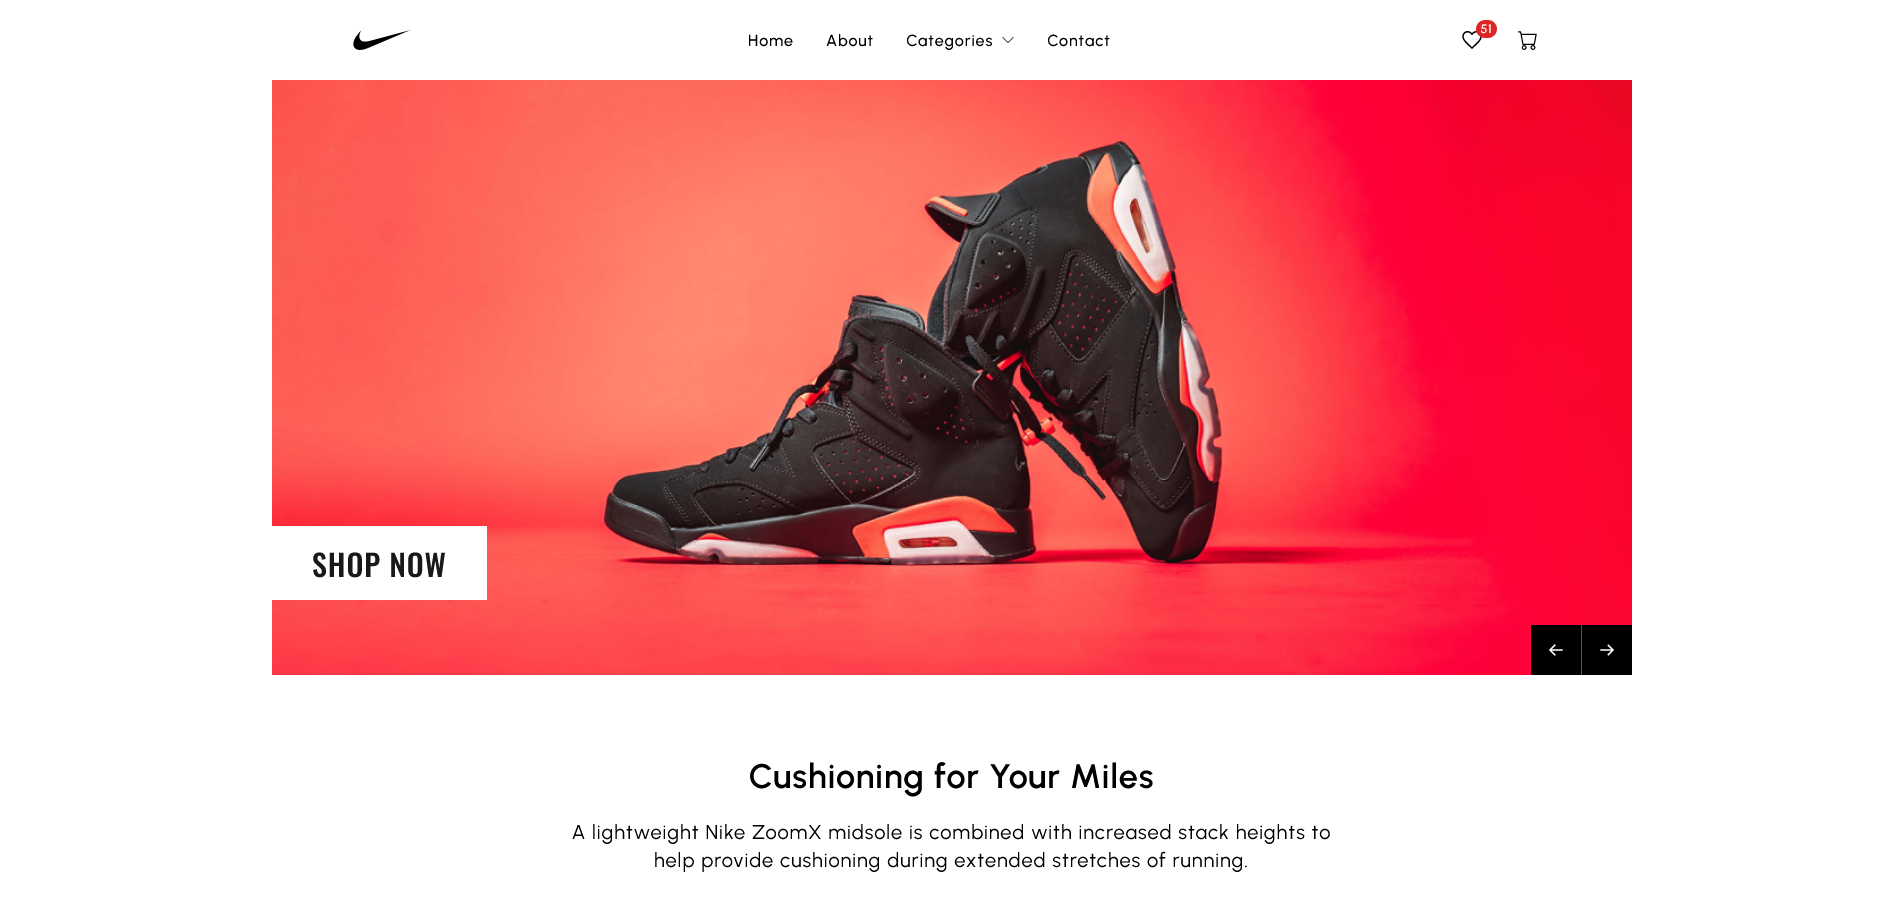 Home
About
Categories
Contact
51
SHOP NOW
Cushioning for Your Miles
A lightweight Nike ZoomX midsole is combined with increased stack heights to
help provide cushioning during extended stretches of running.